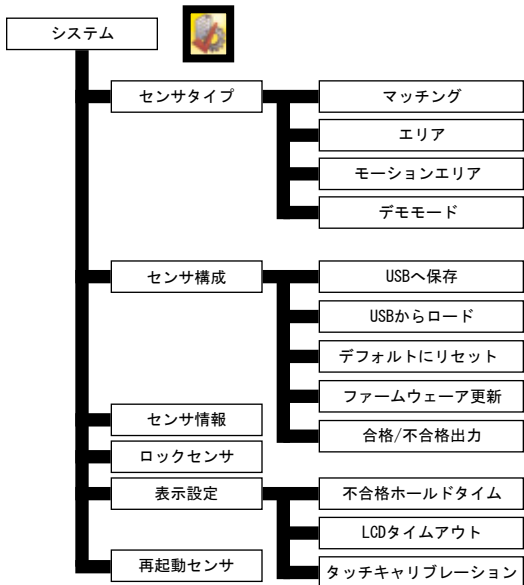 システム
センサタイプ
マッチング
エリア
モーションエリア
デモモード
センサ構成
USBへ保存
USBからロード
デフォルトにリセット
ファームウェーア更新
合格/不合格出力
センサ情報
ロックセンサ
表示設定
不合格ホールドタイム
LCDタイムアウト
タッチキャリブレーション
再起動センサ